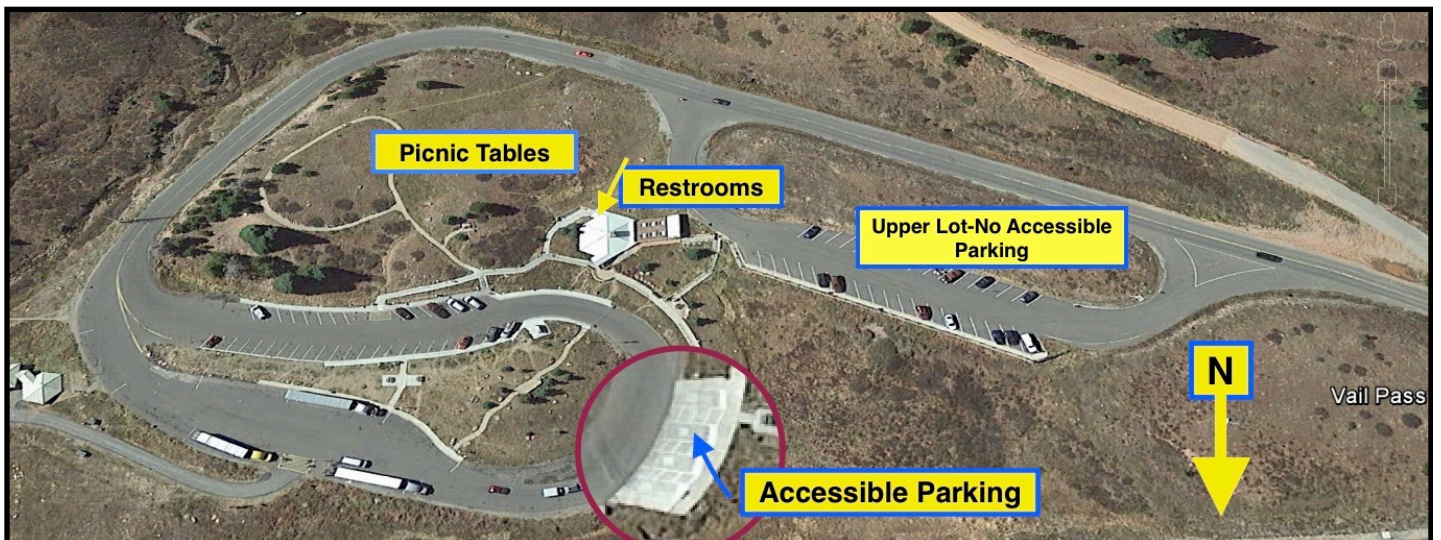 Picnic Tables
Restrooms
Upper Lot-No Accessible
Parking
N
Vail Pass
Accessible Parking